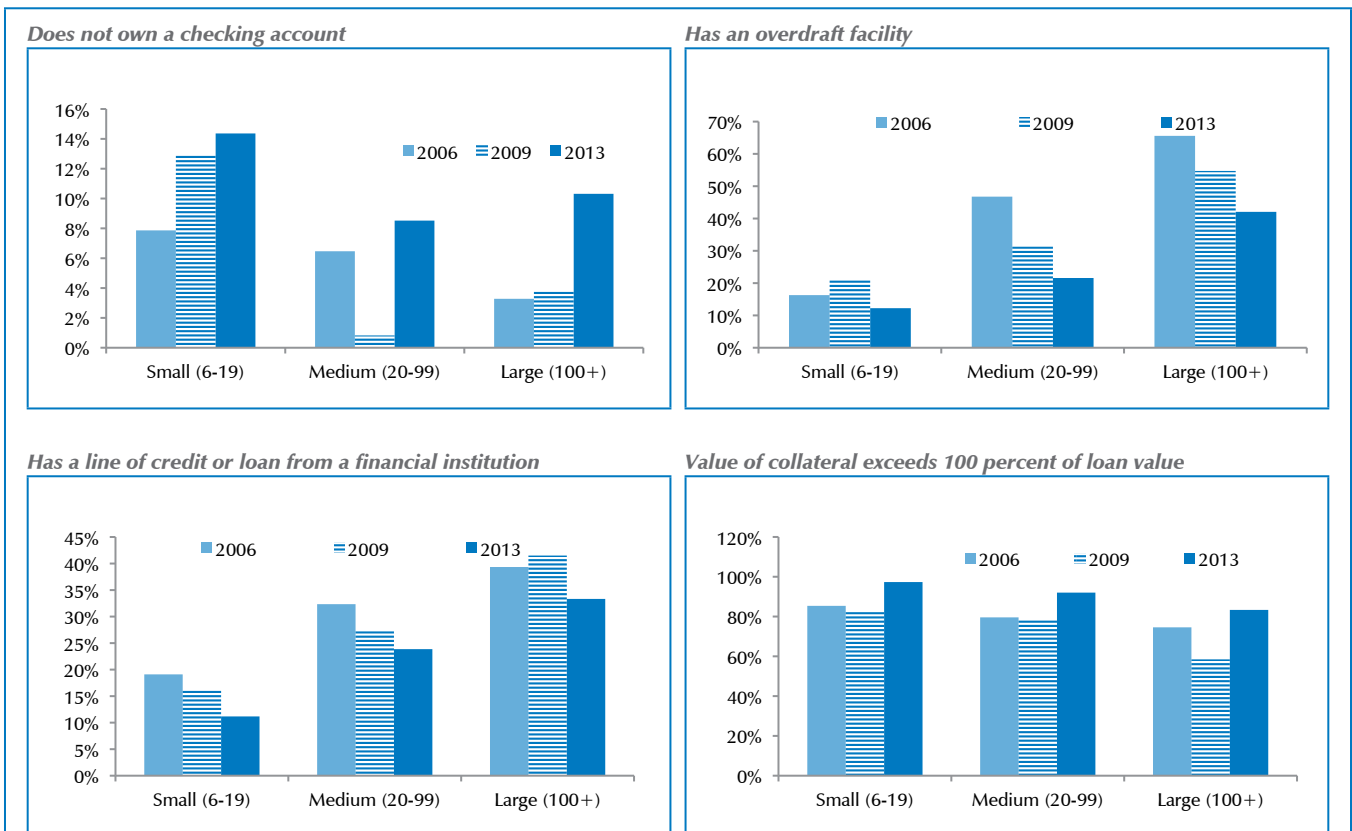 Does not own a checking account
16%
14%
12%
10%
8%
6%
4%
2%
0%
2006 2009 2013
Small (6-19) Medium (20-99) Large (100+)
Has an overdraft facility
70%
60%
50%
40%
30%
20%
10%
0%
2006 2009 2013
Small (6-19) Medium (20-99) Large (100+)
Has a line of credit or loan from a financial institution
45%
40%
35%
30%
25%
20%
15%
10%
5%
0%
2006 2009 2013
Small (6-19) Medium (20-99) Large (100+)
Value of collateral exceeds 100 percent of loan value
120%
100%
80%
60%
40%
20%
0%
2006 2009 2013
Small (6-19) Medium (20-99) Large (100+)